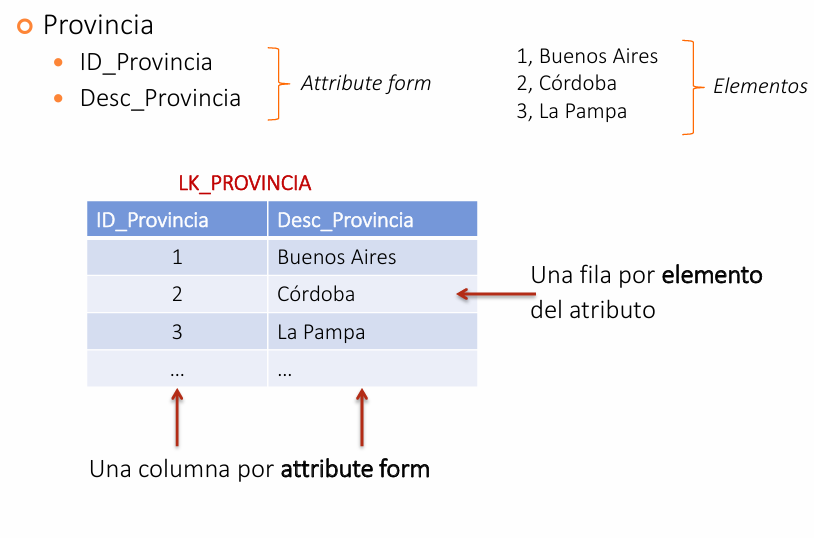 Provincia
ID_Provincia
Desc_Provincia
Attribute form
1, Buenos Aires
2, Córdoba
3, La Pampa
Elementos
LK_PROVINCIA
ID_Provincia Desc_Provincia
1 Buenos Aires
2 Córdoba
3 La Pampa
... ...
Una fila por elemento
del atributo
Una columna por attribute form